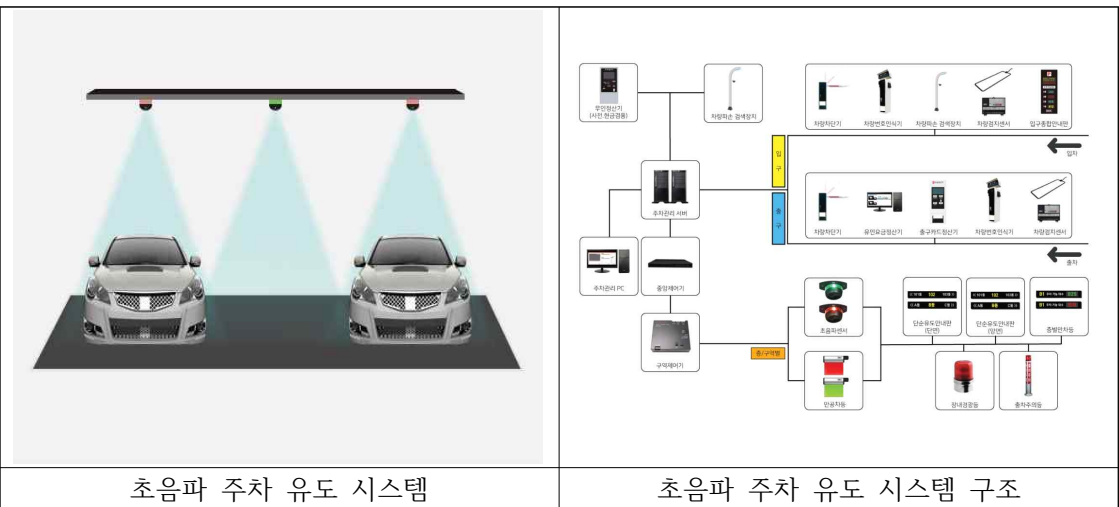 무인정산기
(사전 현금겸용)
차량파손 검색장치
차량차단기
차량번호인식기
차량파손 검색장치
차량검지센서
입구종합안내판
입차
입구
주차관리 서버
출구
차량차단기
유인요금정산기
출구카드정산기
차량번호인식기
차량검지센서
출차
주차관리 PC
중앙제어기
구역제어기
층/구역별
초음파센서
만공차등
단순유도안내판
(단면)
단순유도안내판
(양면)
층별만차등
장내경광등
출차주의등
초음파 주차 유도 시스템
초음파 주차 유도 시스템 구조